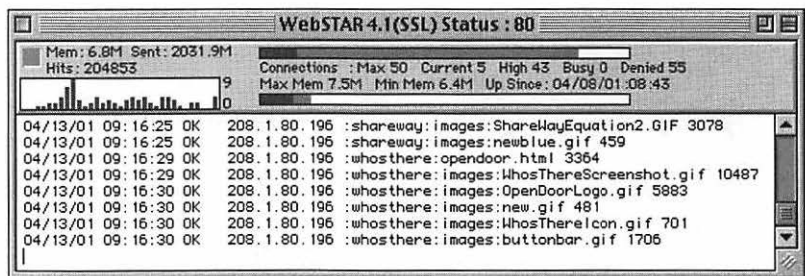 WebSTAR 4.1(SSL) Status : 80
Mem: 6.8M Sent: 2031.9M
Hits: 204853
9
0
Connections : Max 50 Current 5 High 43 Busy 0 Denied 55
Max Mem 7.5M Min Mem 6.4M Up Since: 04/08/01 :08:43
04/13/01 09:16:25 OK 208.1.80.196 :shareway:images:ShareWayEquation2.GIF 3078
04/13/01 09:16:25 OK 208.1.80.196 :shareway:images:newblue.gif 459
04/13/01 09:16:29 OK 208.1.80.196 :whosthere:opendoor.html 3364
04/13/01 09:16:29 OK 208.1.80.196 :whosthere:images:WhosThereScreenshot.gif 10487
04/13/01 09:16:30 OK 208.1.80.196 :whosthere:images:OpenDoorLogo.gif 5883
04/13/01 09:16:30 OK 208.1.80.196 :whosthere:images:new.gif 481
04/13/01 09:16:30 OK 208.1.80.196 :whosthere:images:WhosThereIcon.gif 701
04/13/01 09:16:30 OK 208.1.80.196 :whosthere:images:buttonbar.gif 1706